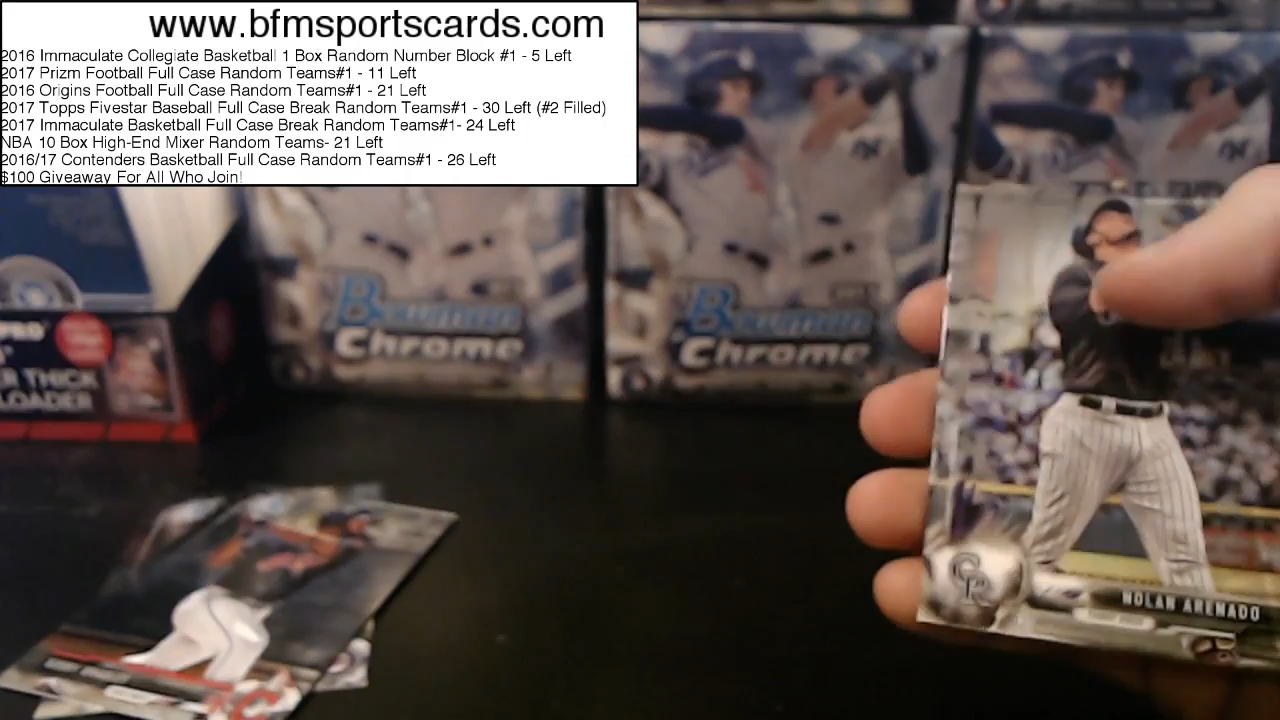 www.bfmsportscards.com
2016 Immaculate Collegiate Basketball 1 Box Random Number Block #1 - 5 Left
2017 Prizm Football Full Case Random Teams#1 - 11 Left
2016 Origins Football Full Case Random Teams#1 - 21 Left
2017 Topps Fivestar Baseball Full Case Break Random Teams#1 - 30 Left (#2 Filled)
2017 Immaculate Basketball Full Case Break Random Teams#1- 24 Left
NBA 10 Box High-End Mixer Random Teams- 21 Left
2016/17 Contenders Basketball Full Case Random Teams#1 - 26 Left
$100 Giveaway For All Who Join!
Bowman
Chrome
Bowman
Chrome
PRO
R THICK
LOADER
CR
NOLAN ARENADO